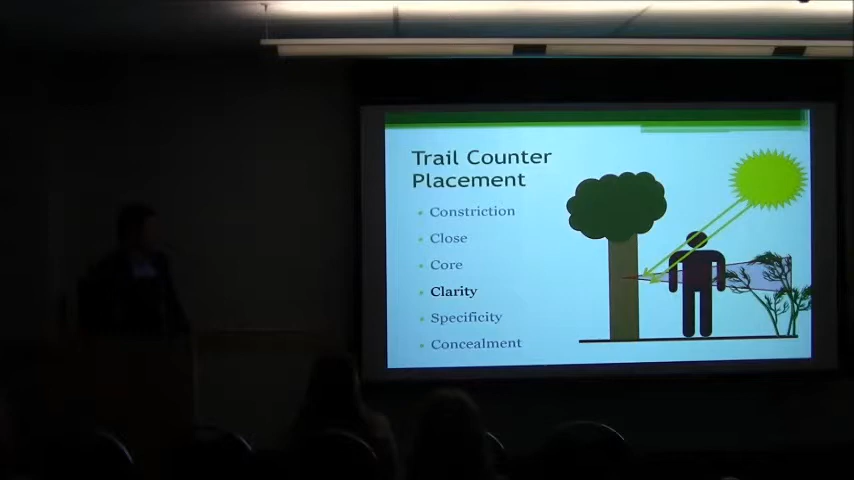 Trail Counter
Placement
Constriction
Close
Core
Clarity
Specificity
Concealment